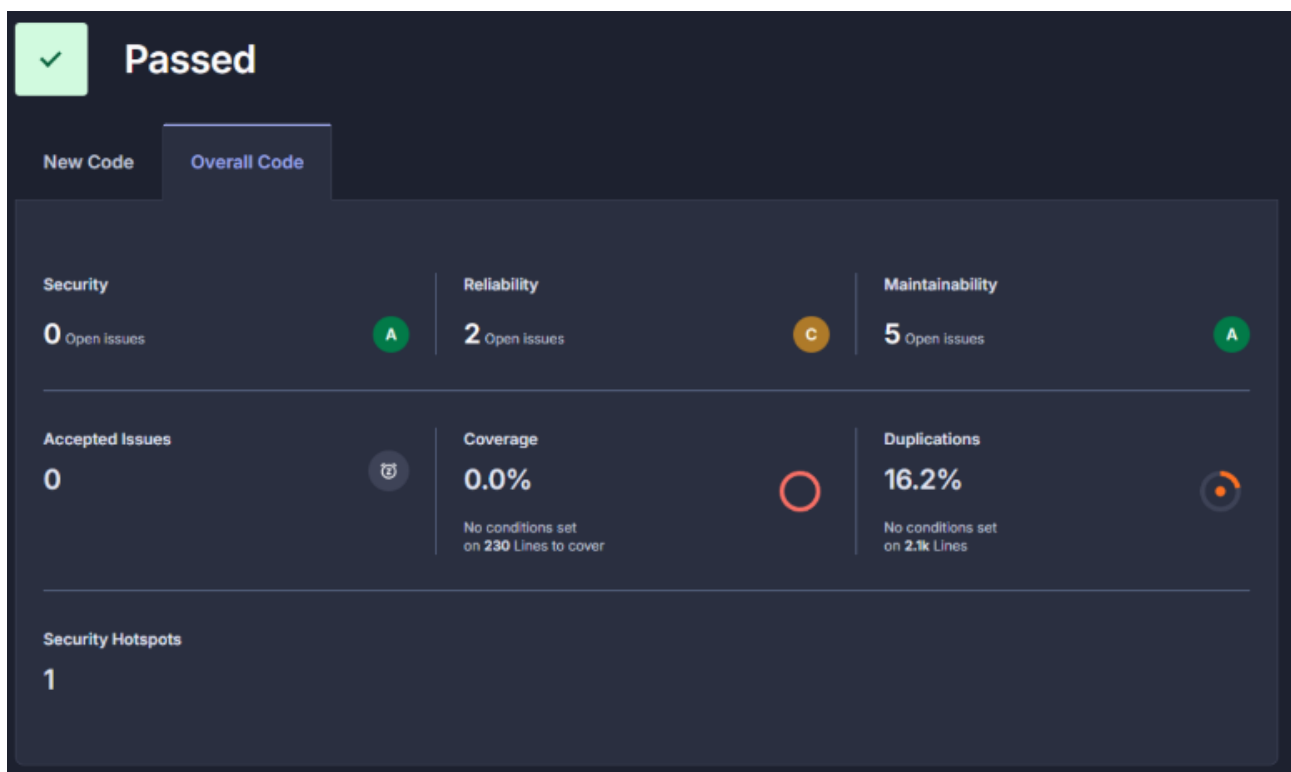 Passed
New Code
Overall Code
Security
0 Open issues
A
Reliability
2 Open issues
C
Maintainability
5 Open issues
A
Accepted Issues
0
Coverage
0.0%
No conditions set
on 230 Lines to cover
Duplications
16.2%
No conditions set
on 2.1k Lines
Security Hotspots
1